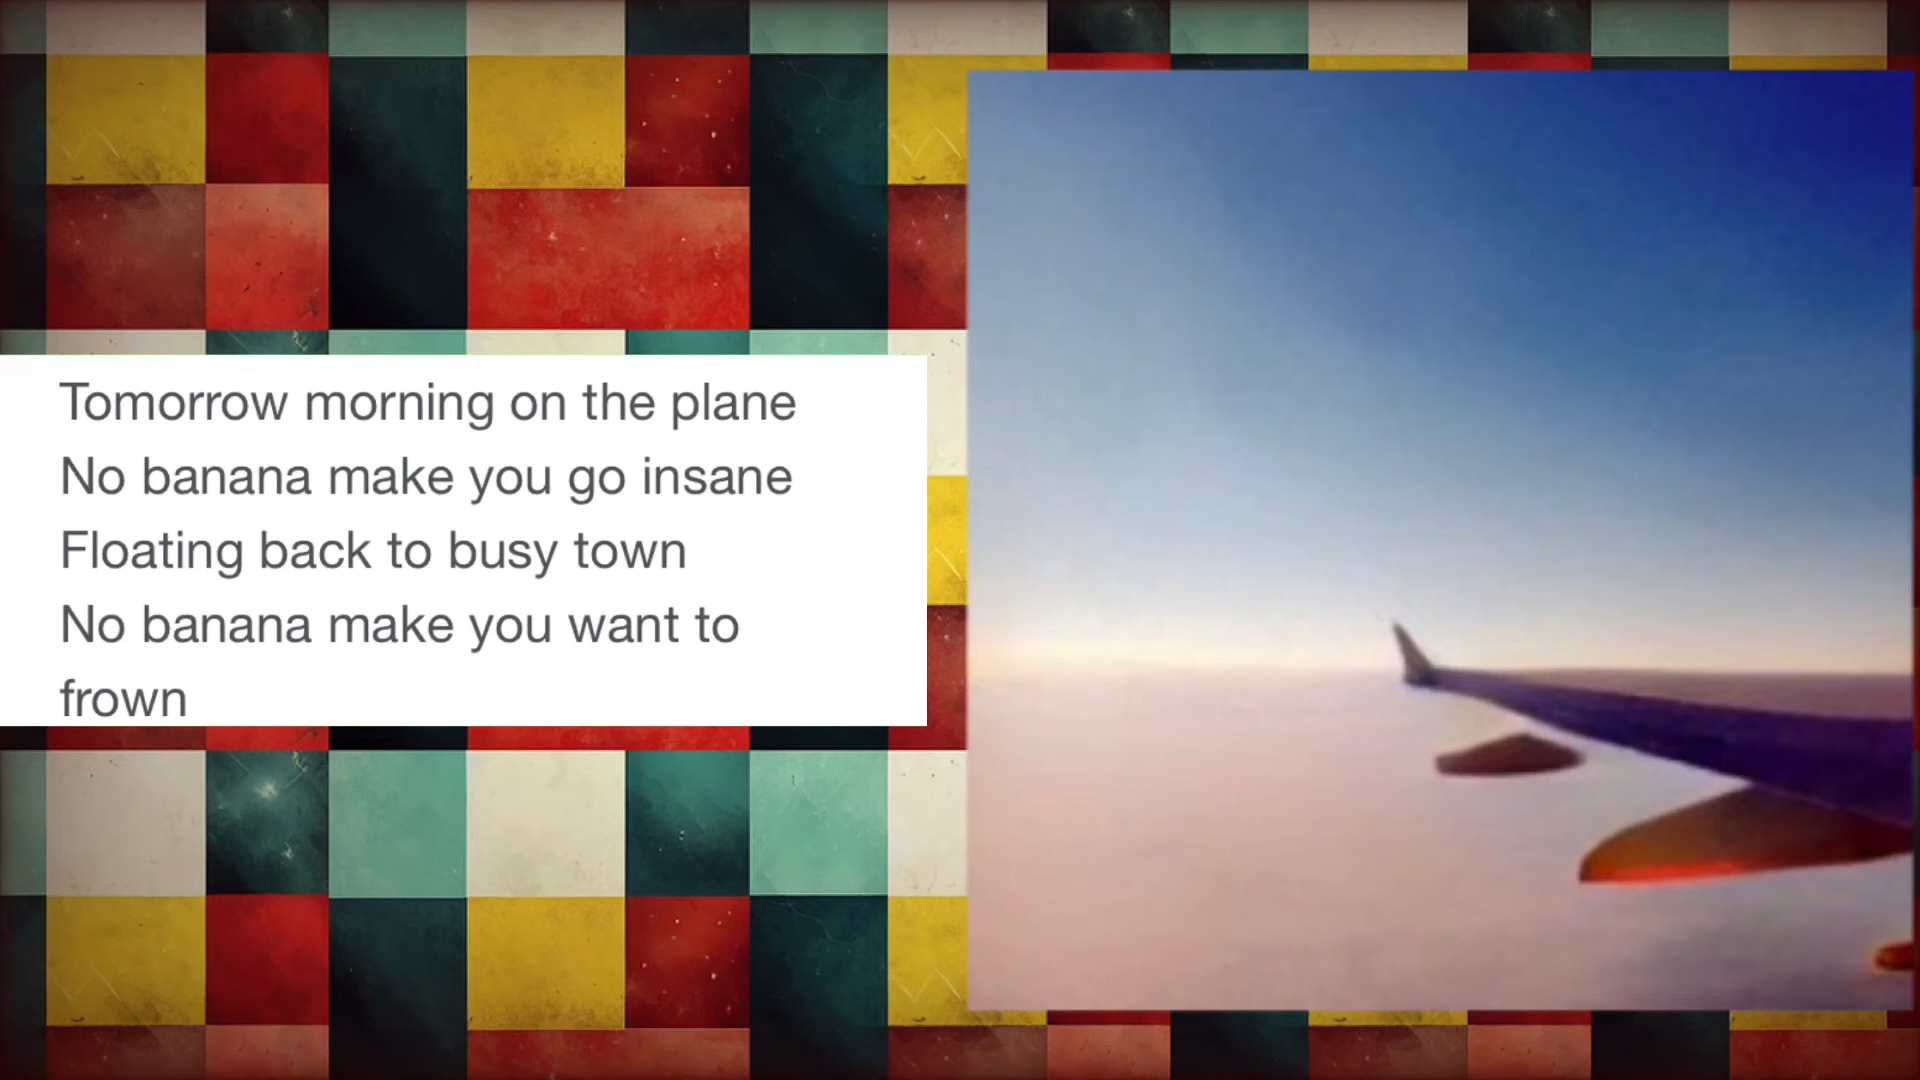 Tomorrow morning on the plane
No banana make you go insane
Floating back to busy town
No banana make you want to
frown